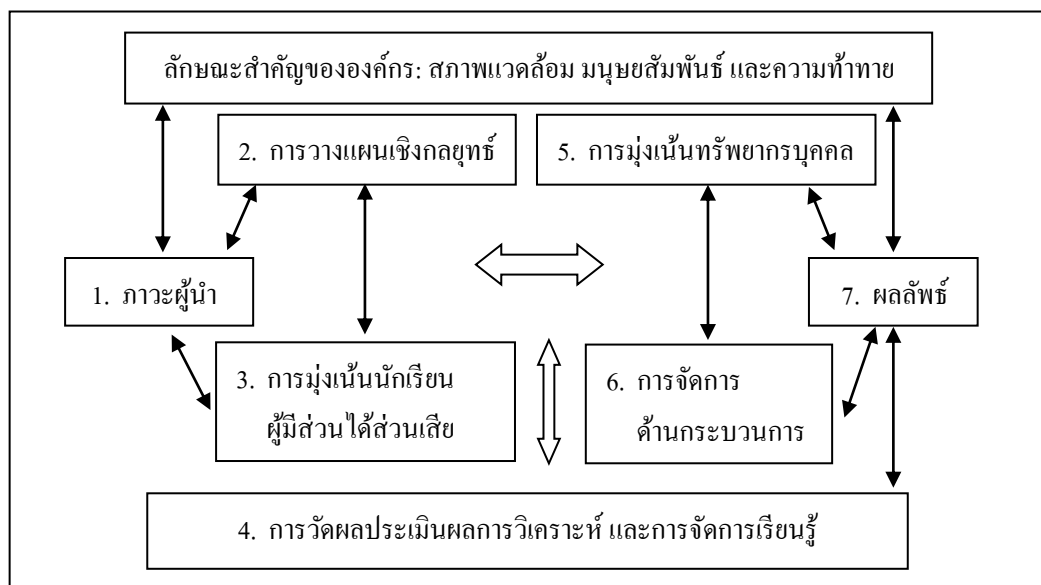 ลักษณะสำคัญขององค์กร: สภาพแวดล้อม มนุษยสัมพันธ์ และความท้าทาย
2. การวางแผนเชิงกลยุทธ์
5. การมุ่งเน้นทรัพยากรบุคคล
1. ภาวะผู้นำ
7. ผลลัพธ์
3. การมุ่งเน้นนักเรียน
ผู้มีส่วนได้ส่วนเสีย
6. การจัดการ
ด้านกระบวนการ
4. การวัดผลประเมินผลการวิเคราะห์ และการจัดการเรียนรู้